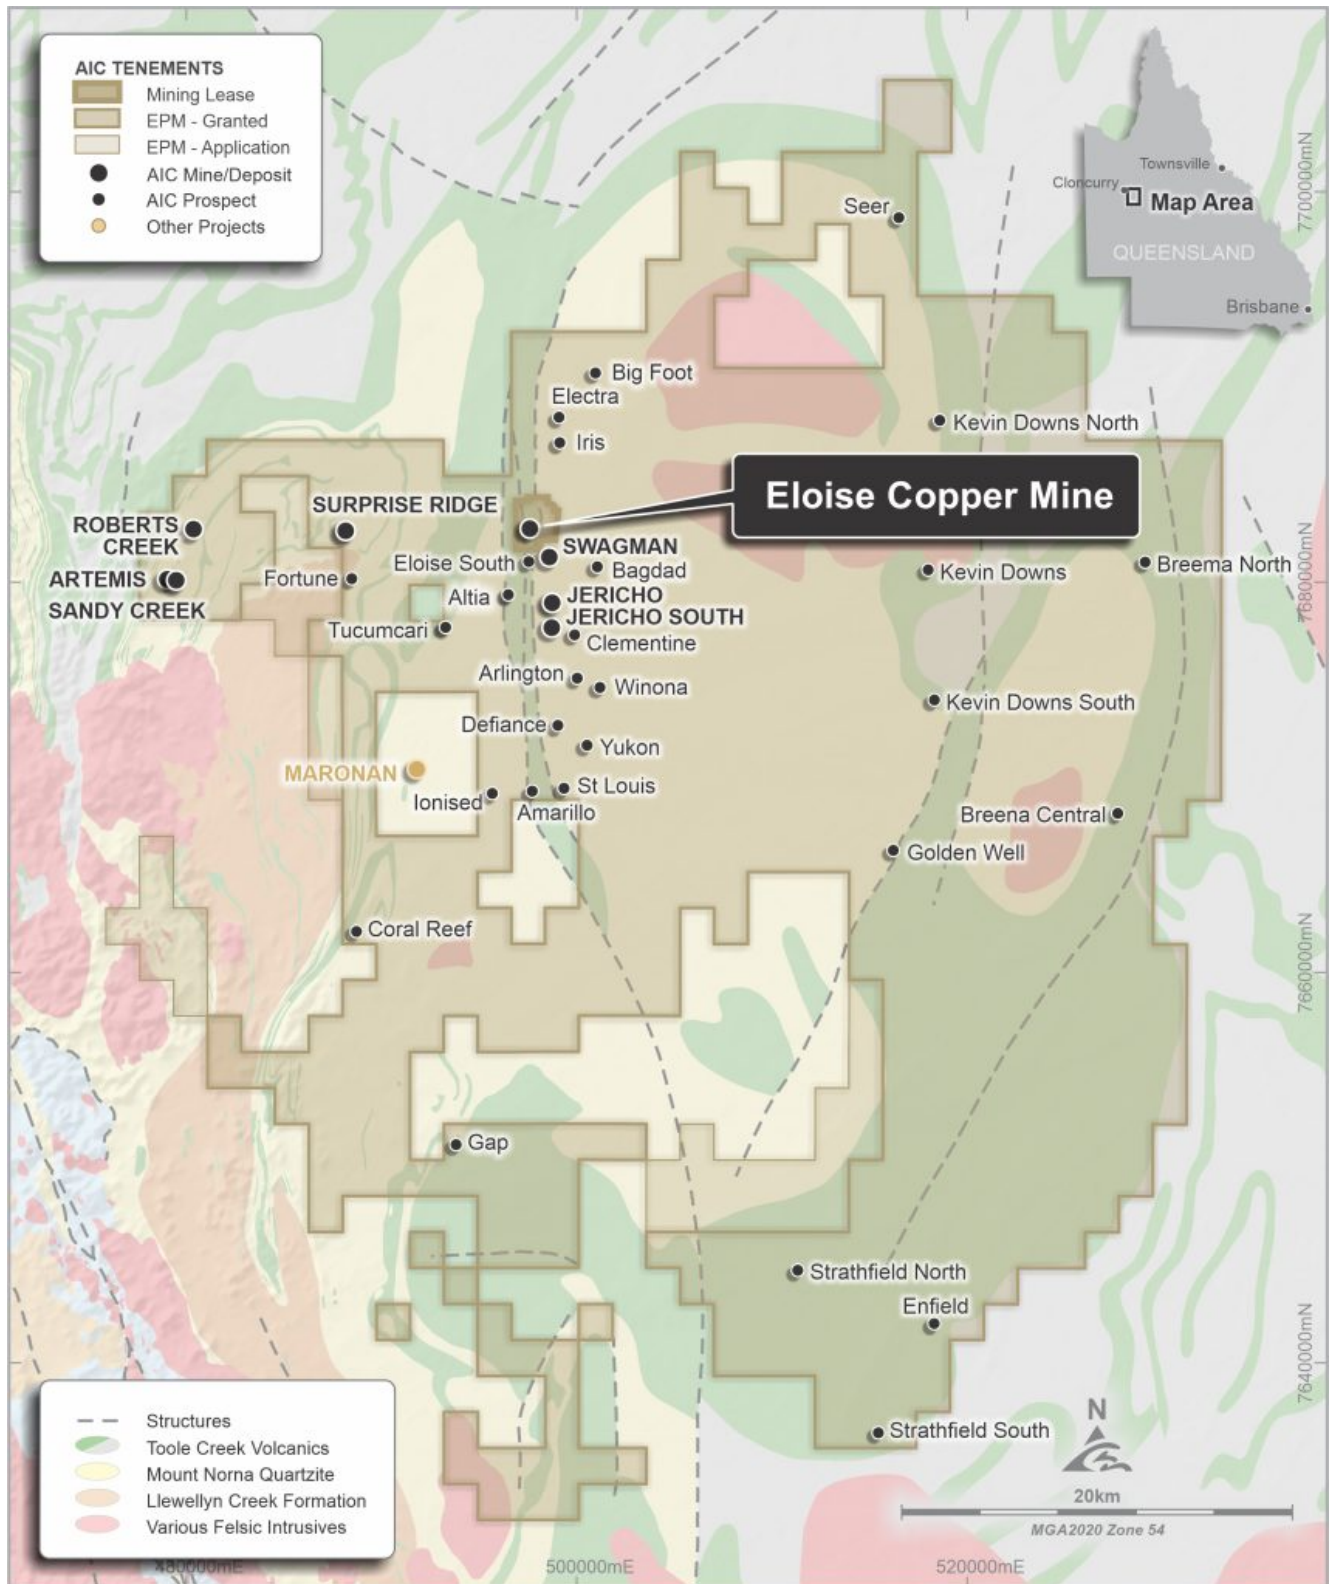 AIC TENEMENTS
Mining Lease
EPM - Granted
EPM - Application
AIC Mine/Deposit
AIC Prospect
Other Projects
Townsville
Cloncurry
Map Area
QUEENSLAND
Brisbane
7700000mN
Seer
Big Foot
Electra
Iris
Kevin Downs North
Eloise Copper Mine
SURPRISE RIDGE
ROBERTS
CREEK
SWAGMAN
Eloise South
Bagdad
Kevin Downs
Breema North
ARTEMIS
Fortune
SANDY CREEK
Altia
JERICHO
JERICHO SOUTH
7680000mN
Tucumcari
Clementine
Arlington
Winona
Kevin Downs South
Defiance
Yukon
MARONAN
Ionised
St Louis
Amarillo
Breena Central
Golden Well
Coral Reef
7660000mN
Gap
Strathfield North
Enfield
7640000mN
Strathfield South
Structures
Toole Creek Volcanics
Mount Norna Quartzite
Llewellyn Creek Formation
Various Felsic Intrusives
N
20km
MGA2020 Zone 54
480000mE
500000mE
520000mE